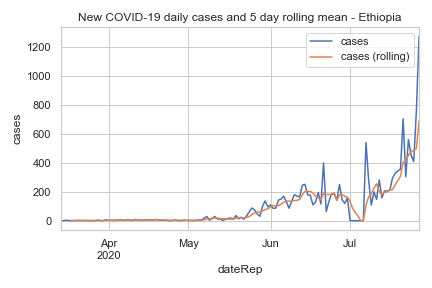 New COVID-19 daily cases and 5 day rolling mean - Ethiopia
cases
cases (rolling)
1200
1000
800
600
400
200
0
cases
Apr
2020
May
Jun
Jul
dateRep